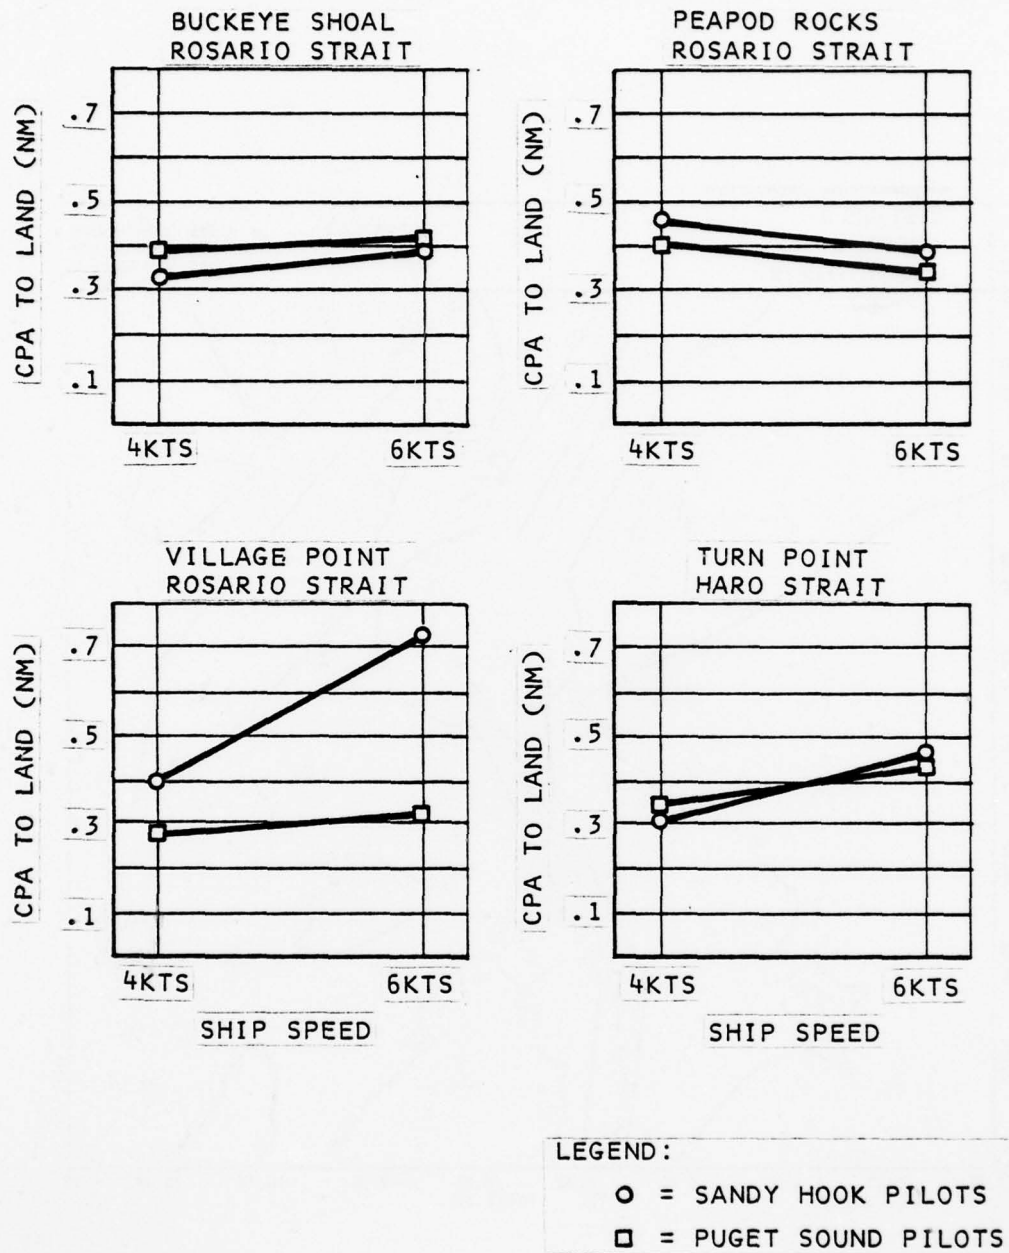 BUCKEYE SHOAL
ROSARIO STRAIT
CPA TO LAND (NM)
.7
.5
.3
.1
4KTS
6KTS
PEAPOD ROCKS
ROSARIO STRAIT
CPA TO LAND (NM)
.7
.5
.3
.1
4KTS
6KTS
VILLAGE POINT
ROSARIO STRAIT
CPA TO LAND (NM)
.7
.5
.3
.1
4KTS
6KTS
SHIP SPEED
TURN POINT
HARO STRAIT
CPA TO LAND (NM)
.7
.5
.3
.1
4KTS
6KTS
SHIP SPEED
LEGEND:
= SANDY HOOK PILOTS
= PUGET SOUND PILOTS